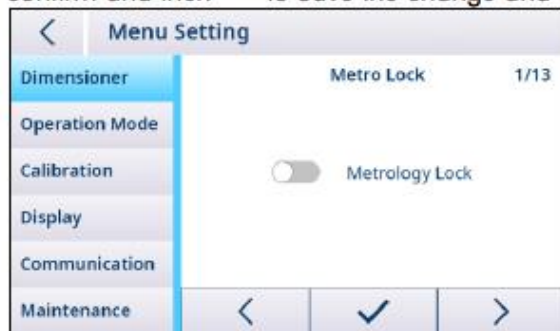 Menu Setting
Dimensioner
Operation Mode
Calibration
Display
Communication
Maintenance
Metro Lock 1/13
Metrology Lock